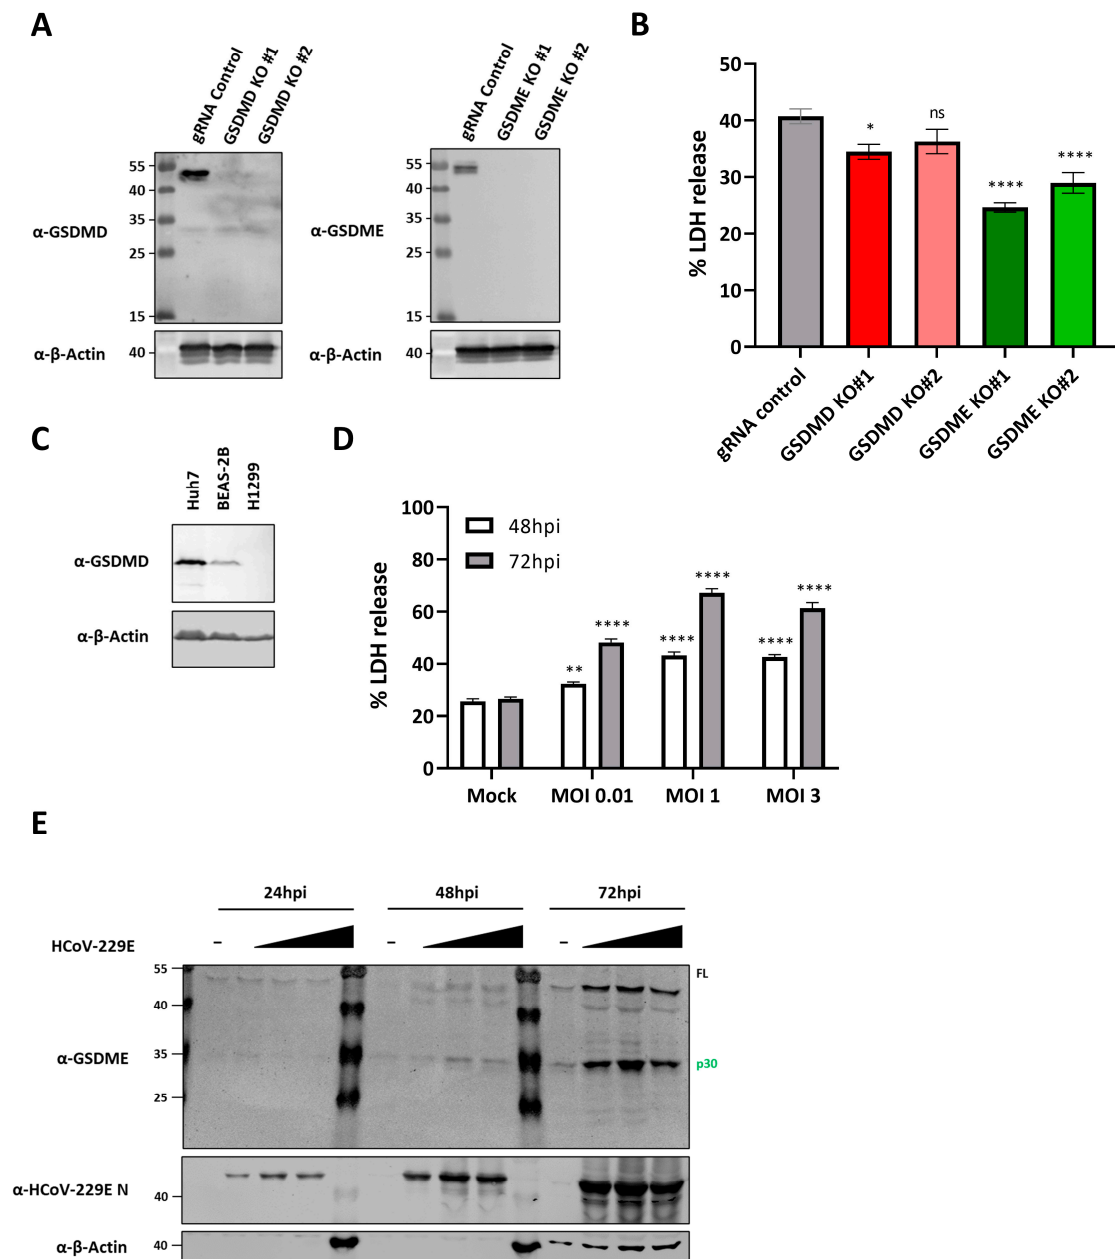 A
gRNA Control
GSDMD KO #1
GSDMD KO #2
55
40
35
25
15
α-GSDMD
α-β-Actin
40
gRNA Control
GSDME KO #1
GSDME KO #2
55
40
35
25
15
α-GSDME
α-β-Actin
40
B
50
40
30
20
10
0
% LDH release
*
ns
****
****
gRNA control
GSDMD KO#1
GSDMD KO#2
GSDME KO#1
GSDME KO#2
C
Huh7
BEAS-2B
H1299
α-GSDMD
α-β-Actin
D
100
80
60
40
20
0
% LDH release
48hpi
72hpi
**
****
****
****
****
****
Mock
MOI 0.01
MOI 1
MOI 3
E
24hpi
48hpi
72hpi
HCoV-229E
–
–
–
55
40
35
25
α-GSDME
FL
p30
α-HCoV-229E N
40
α-β-Actin
40